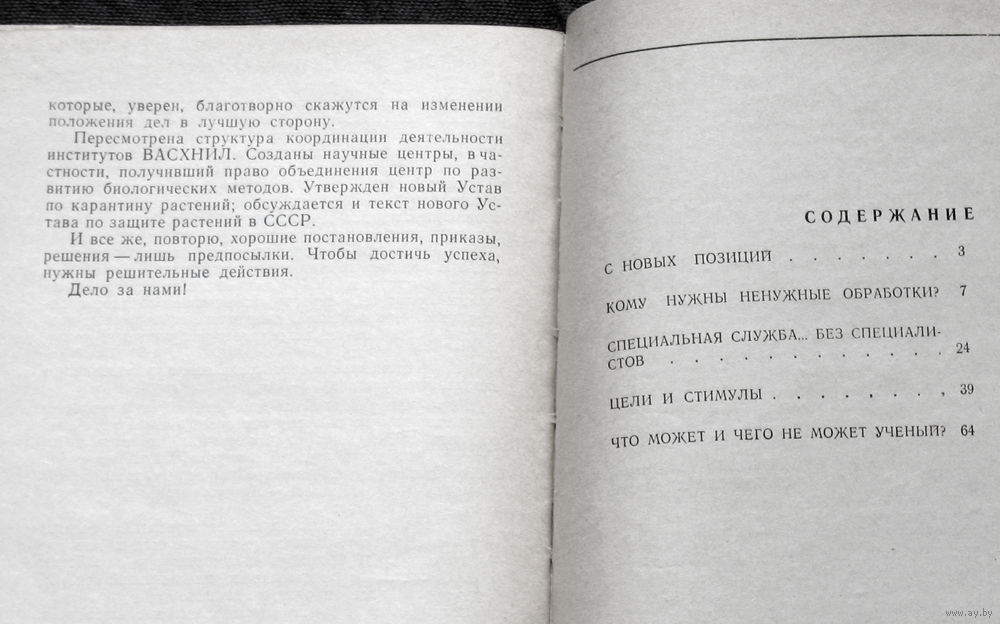 которые, уверен, благотворно скажутся на изменении
положения дел в лучшую сторону.
Пересмотрена структура координации деятельности
институтов ВАСХНИЛ. Созданы научные центры, в ча-
стности, получивший право объединения центр по раз-
витию биологических методов. Утвержден новый Устав
по карантину растений; обсуждается и текст нового Ус-
тава по защите растений в СССР.
И все же, повторю, хорошие постановления, приказы,
решения — лишь предпосылки. Чтобы достичь успеха,
нужны решительные действия.
Дело за нами!
СОДЕРЖАНИЕ
С НОВЫХ ПОЗИЦИЙ . . . . . . . 3
КОМУ НУЖНЫ НЕНУЖНЫЕ ОБРАБОТКИ? 7
СПЕЦИАЛЬНАЯ СЛУЖБА... БЕЗ СПЕЦИАЛИ-
СТОВ . . . . . . . . . . . . 24
ЦЕЛИ И СТИМУЛЫ . . . . . . . , 39
ЧТО МОЖЕТ И ЧЕГО НЕ МОЖЕТ УЧЕНЫЙ? 64
www.ay.by